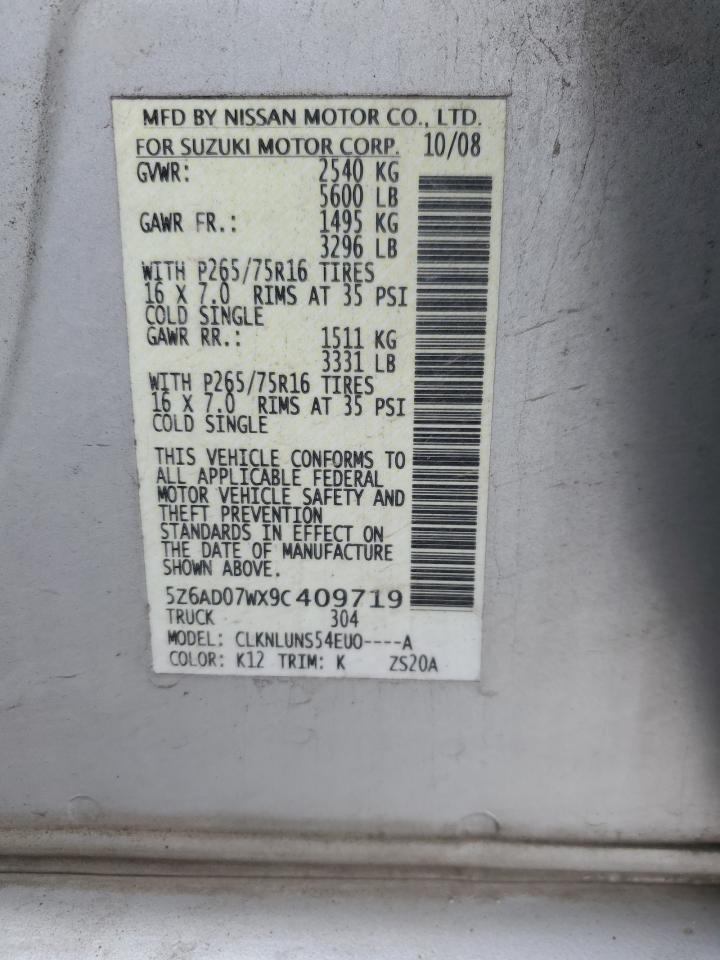 MFD BY NISSAN MOTOR CO., LTD.
FOR SUZUKI MOTOR CORP. 10/08
GVWR: 2540 KG
5600 LB
GAWR FR.: 1495 KG
3296 LB
WITH P265/75R16 TIRES
16 X 7.0 RIMS AT 35 PSI
COLD SINGLE
GAWR RR.: 1511 KG
3331 LB
WITH P265/75R16 TIRES
16 X 7.0 RIMS AT 35 PSI
COLD SINGLE
THIS VEHICLE CONFORMS TO
ALL APPLICABLE FEDERAL
MOTOR VEHICLE SAFETY AND
THEFT PREVENTION
STANDARDS IN EFFECT ON
THE DATE OF MANUFACTURE
SHOWN ABOVE.
5Z6AD07WX9C409719
TRUCK 304
MODEL: CLKNLUNS54EUO----A
COLOR: K12 TRIM: K ZS20A